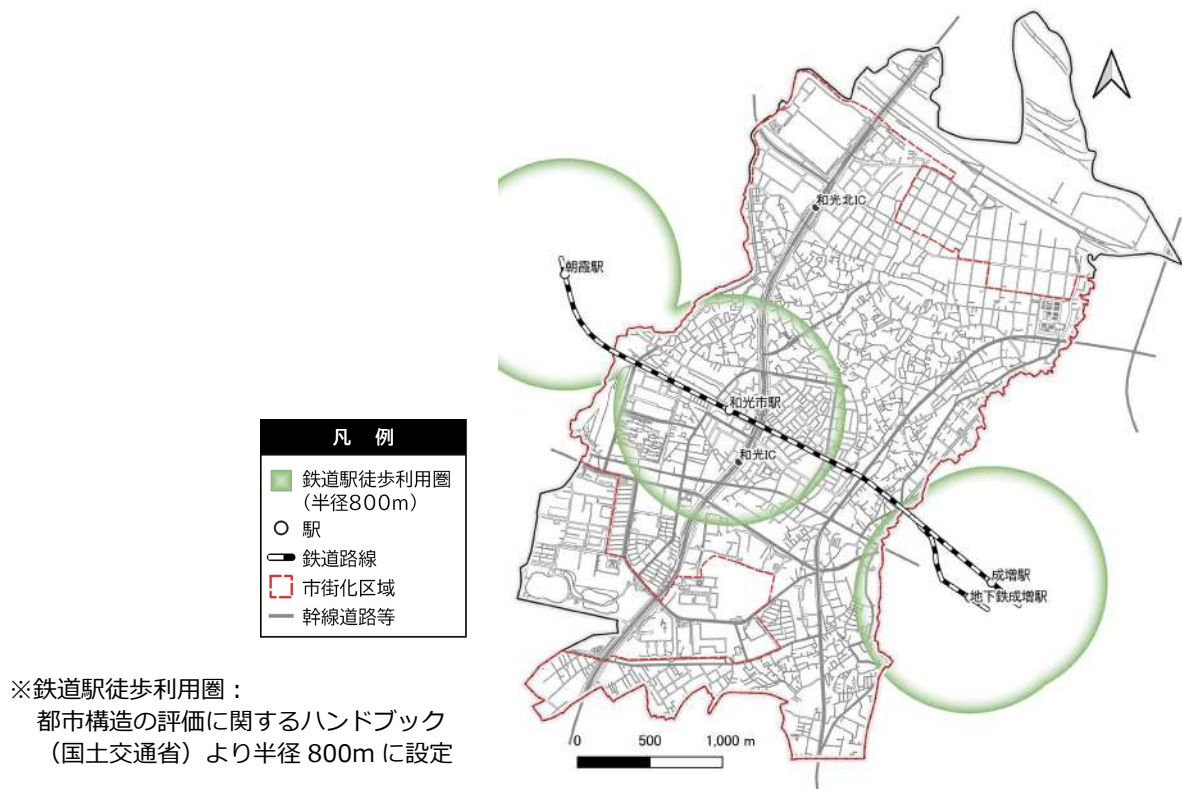 和光北IC
朝霞駅
和光市駅
和光IC
成増駅
地下鉄成増駅
凡 例
鉄道駅徒歩利用圏
（半径800m）
駅
鉄道路線
市街化区域
幹線道路等
※鉄道駅徒歩利用圏：
都市構造の評価に関するハンドブック
（国土交通省）より半径 800m に設定
0 500 1,000 m